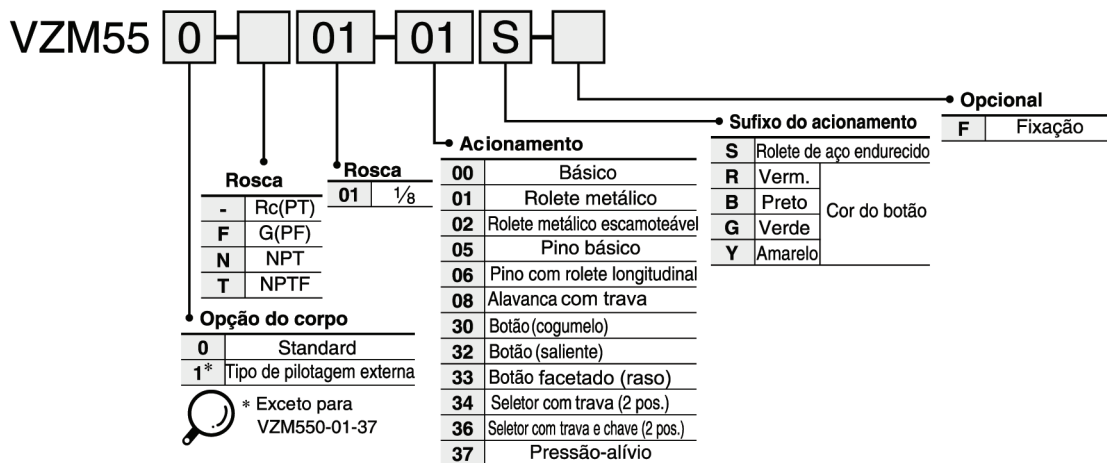 VZM55 0 - 01 - 01 S -
Rosca
- Rc(PT)
F G(PF)
N NPT
T NPTF
Opção do corpo
0 Standard
1* Tipo de pilotagem externa
* Exceto para
VZM550-01-37
Rosca
01 1⁄8
Acionamento
00 Básico
01 Rolete metálico
02 Rolete metálico escamoteável
05 Pino básico
06 Pino com rolete longitudinal
08 Alavanca com trava
30 Botão (cogumelo)
32 Botão (saliente)
33 Botão facetado (raso)
34 Seletor com trava (2 pos.)
36 Seletor com trava e chave (2 pos.)
37 Pressão-alívio
Sufixo do acionamento
S Rolete de aço endurecido
R Verm.
B Preto
G Verde
Y Amarelo
Cor do botão
Opcional
F Fixação